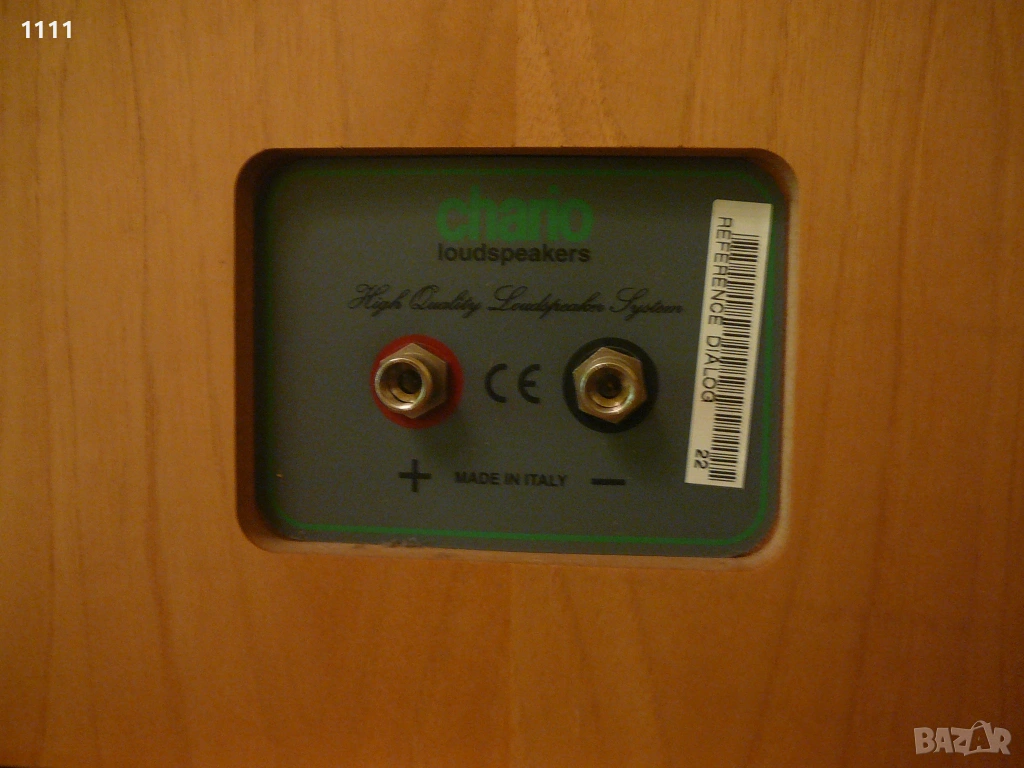 1111
chario
loudspeakers
High Quality Loudspeaker System
CE
+ MADE IN ITALY −
REFERENCE DIALOG 22
BAZAR